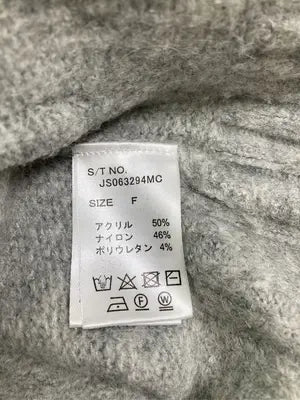 S/T NO.
JS063294MC
SIZE F
アクリル 50%
ナイロン 46%
ポリウレタン 4%